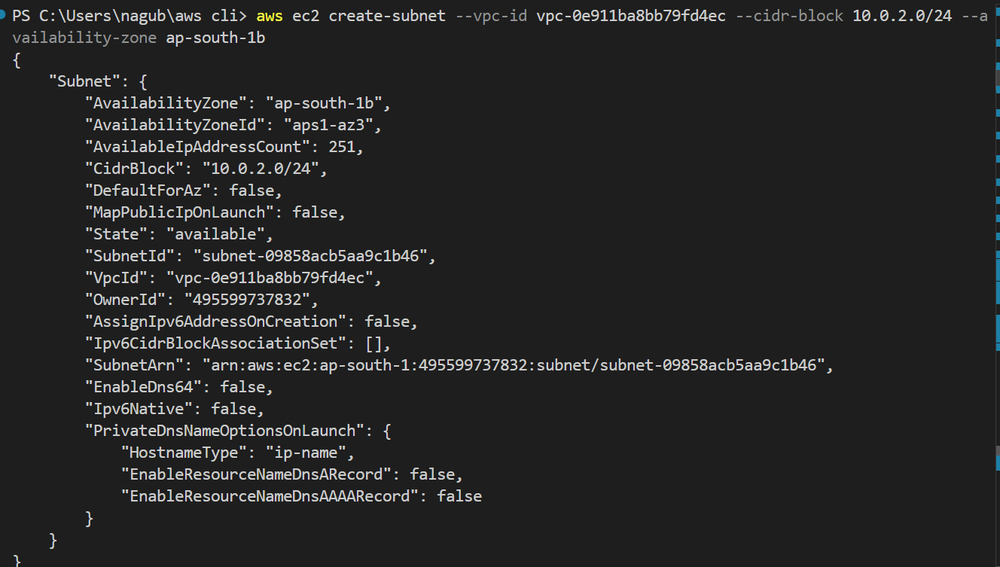 PS C:\Users\nagub\aws cli> aws ec2 create-subnet --vpc-id vpc-0e911ba8bb79fd4ec --cidr-block 10.0.2.0/24 --a
vailability-zone ap-south-1b
{
    "Subnet": {
        "AvailabilityZone": "ap-south-1b",
        "AvailabilityZoneId": "aps1-az3",
        "AvailableIpAddressCount": 251,
        "CidrBlock": "10.0.2.0/24",
        "DefaultForAz": false,
        "MapPublicIpOnLaunch": false,
        "State": "available",
        "SubnetId": "subnet-09858acb5aa9c1b46",
        "VpcId": "vpc-0e911ba8bb79fd4ec",
        "OwnerId": "495599737832",
        "AssignIpv6AddressOnCreation": false,
        "Ipv6CidrBlockAssociationSet": [],
        "SubnetArn": "arn:aws:ec2:ap-south-1:495599737832:subnet/subnet-09858acb5aa9c1b46",
        "EnableDns64": false,
        "Ipv6Native": false,
        "PrivateDnsNameOptionsOnLaunch": {
            "HostnameType": "ip-name",
            "EnableResourceNameDnsARecord": false,
            "EnableResourceNameDnsAAAARecord": false
        }
    }
}